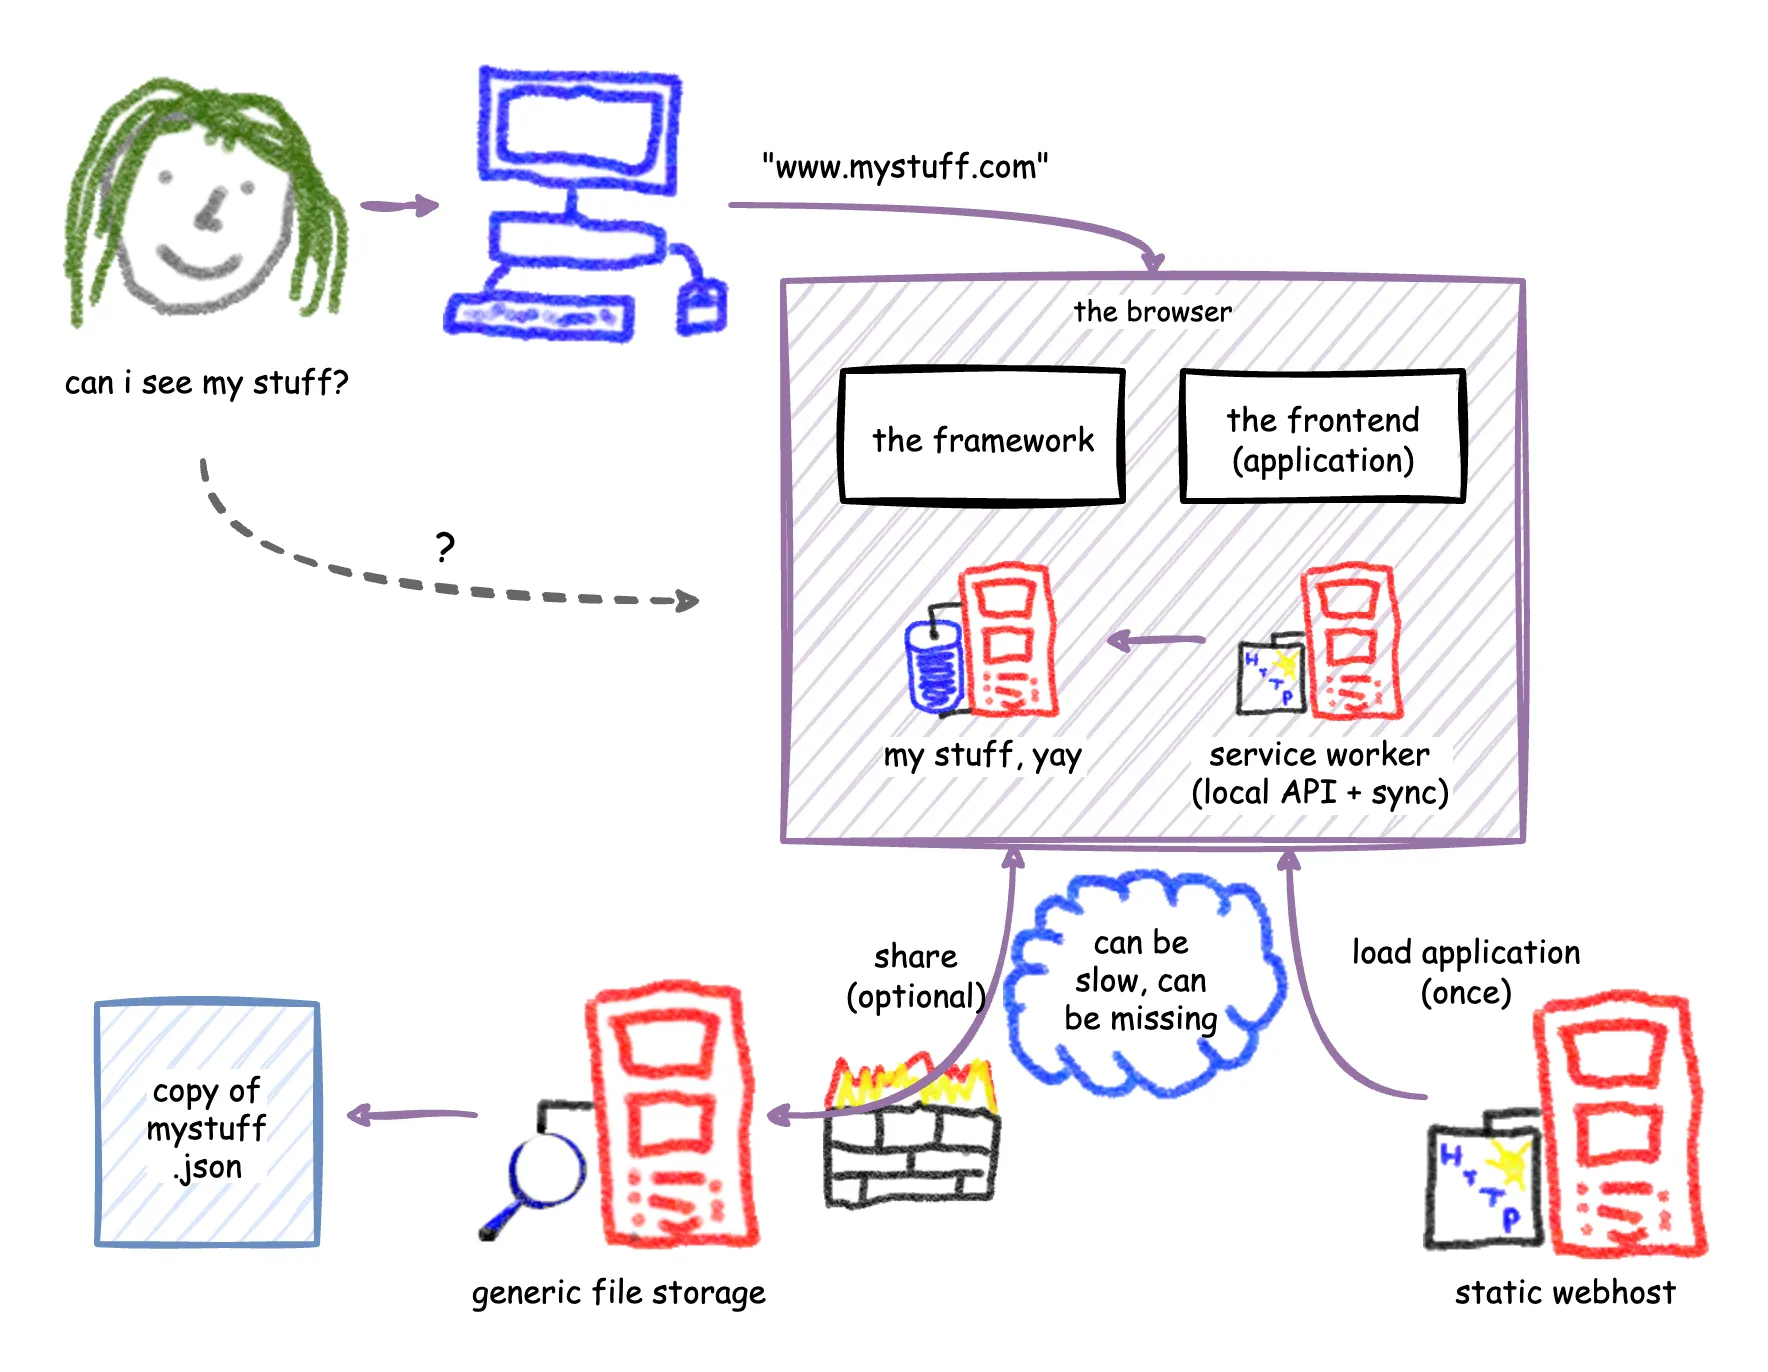 "www.mystuff.com"
can i see my stuff?
the browser
the framework
the frontend
(application)
?
HTTP
my stuff, yay
service worker
(local API + sync)
share
(optional)
can be
slow, can
be missing
load application
(once)
copy of
mystuff
.json
HTTP
generic file storage
static webhost